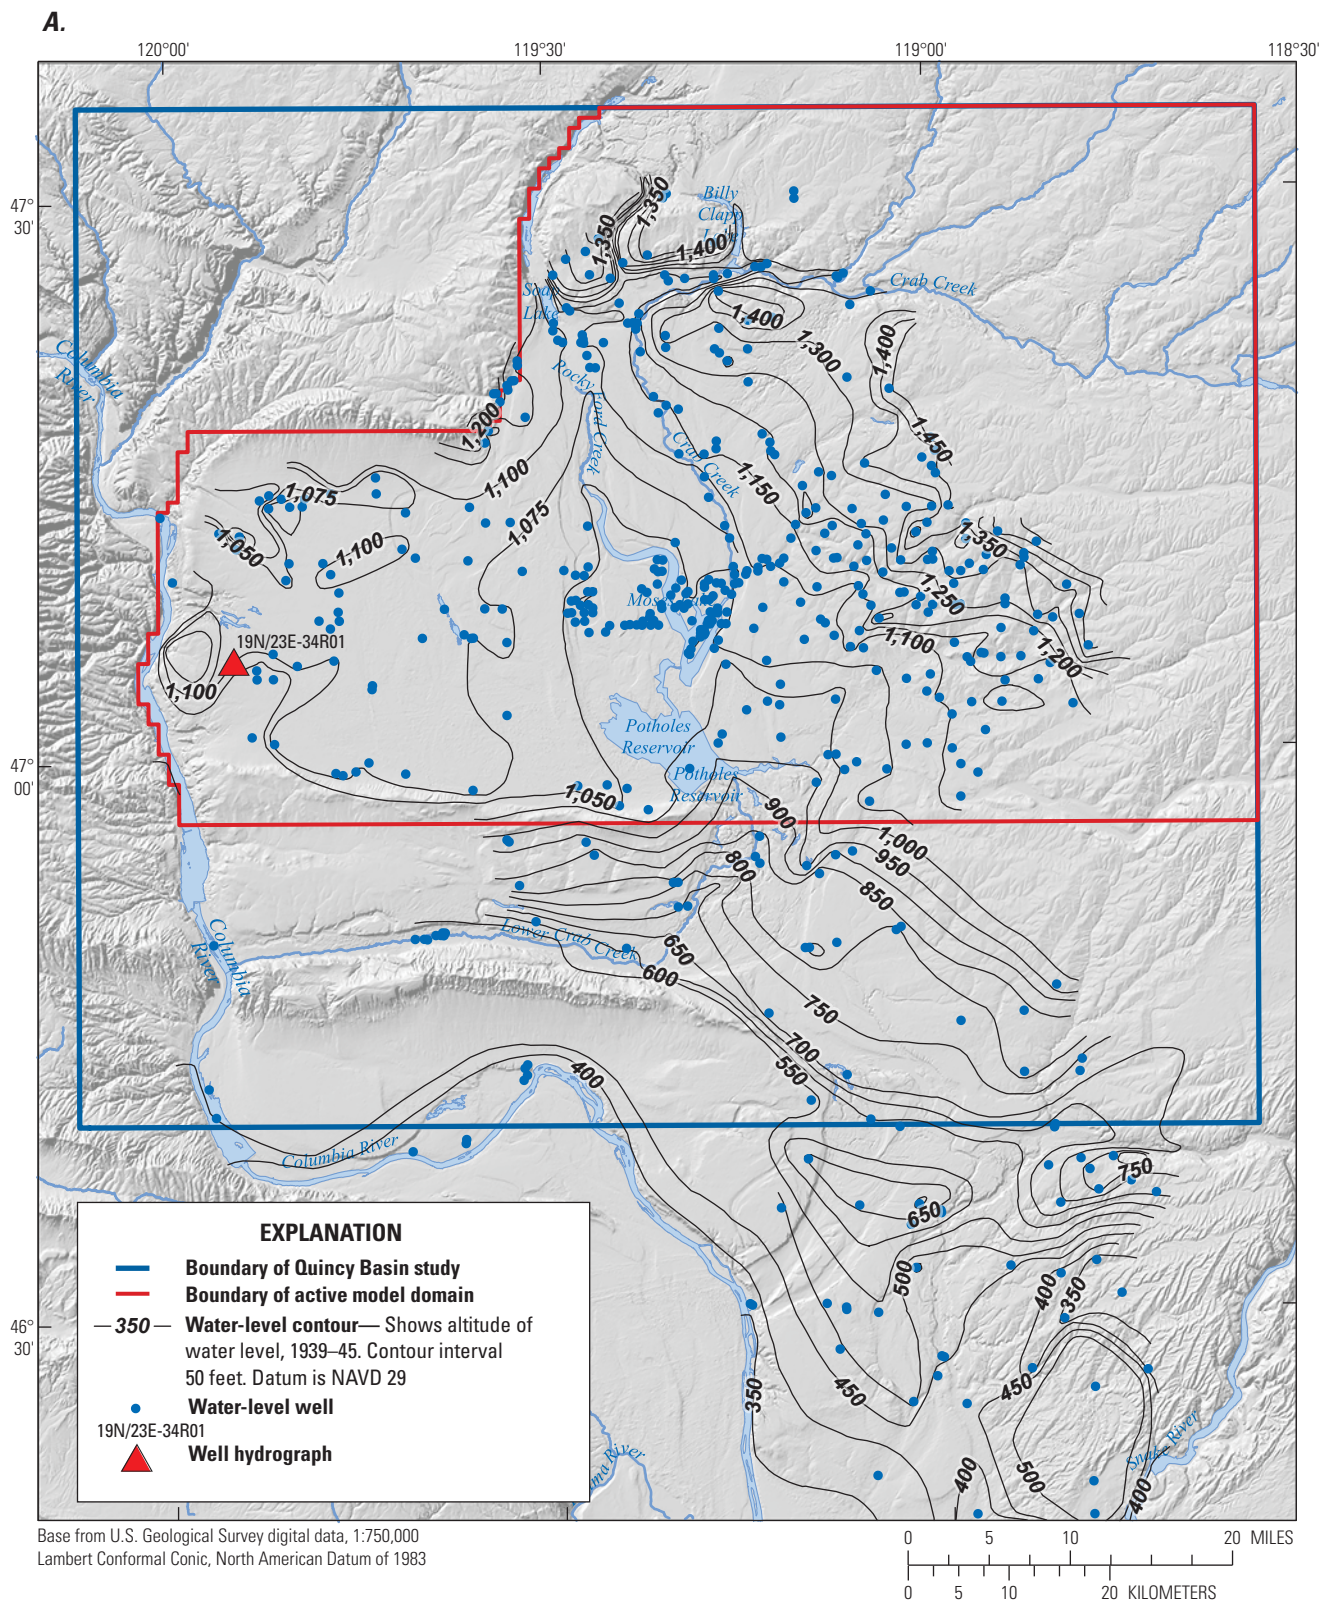 A.
120°00'
119°30'
119°00'
118°30'
47°
30'
1,350
Billy
Clapp
1,350
1,400
Crab Creek
Soap
Lake
1,400
1,300
1,400
Columbia
River
Rocky
Ford Creek
1,200
1,450
Crab Creek
1,100
1,150
1,075
1,075
1,050
1,100
1,350
1,250
Moses Lake
19N/23E-34R01
1,100
1,200
1,100
Potholes
Reservoir
47°
00'
Potholes
Reservoir
1,050
900
1,000
950
800
850
Columbia
River
Lower Crab Creek
650
600
750
700
550
400
Columbia River
750
650
500
400
350
46°
30'
450
450
350
400
500
400
Snake River
ma River
EXPLANATION
Boundary of Quincy Basin study
Boundary of active model domain
350 Water-level contour— Shows altitude of
water level, 1939–45. Contour interval
50 feet. Datum is NAVD 29
Water-level well
19N/23E-34R01
Well hydrograph
Base from U.S. Geological Survey digital data, 1:750,000
Lambert Conformal Conic, North American Datum of 1983
0 5 10 20 MILES
0 5 10 20 KILOMETERS